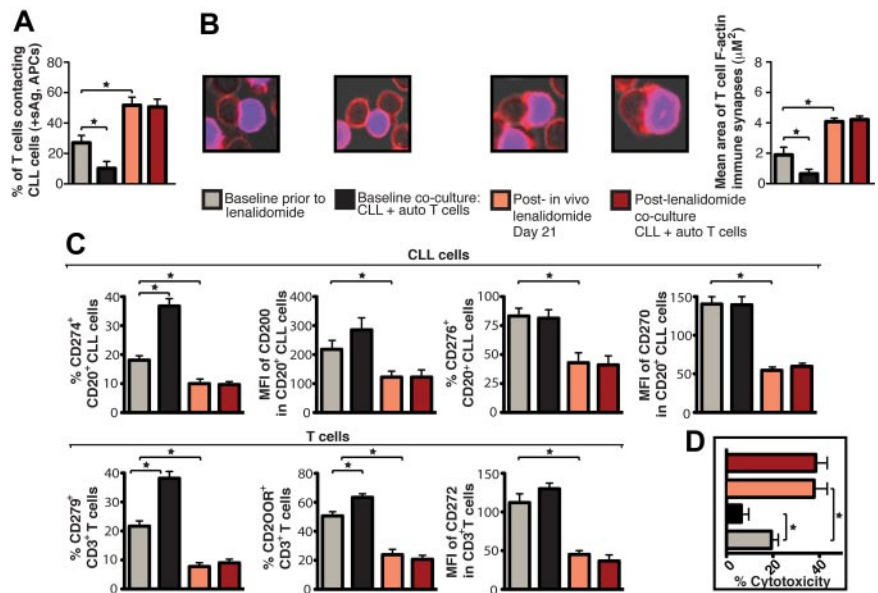 A
% of T cells contacting
CLL cells (+sAg, APCs)
80
60
40
20
0
*
*
B
Mean area of T cell F-actin
immune synapses (µM²)
6
4
2
0
*
*
Baseline prior to
lenalidomide
Baseline co-culture:
CLL + auto T cells
Post- in vivo
lenalidomide
Day 21
Post-lenalidomide
co-culture
CLL + auto T cells
C
CLL cells
% CD274⁺
CD20⁺ CLL cells
40
30
20
10
0
*
*
MFI of CD200
in CD20⁺ CLL cells
400
300
200
100
0
*
% CD276⁺
CD20⁺ CLL cells
100
75
50
25
0
*
MFI of CD270
in CD20⁺ CLL cells
150
100
50
0
*
T cells
% CD279⁺
CD3⁺ T cells
40
30
20
10
0
*
*
% CD2OOR⁺
CD3⁺ T cells
80
60
40
20
0
*
*
MFI of CD272
in CD3⁺T cells
150
100
50
0
*
D
*
*
0
20
40
% Cytotoxicity